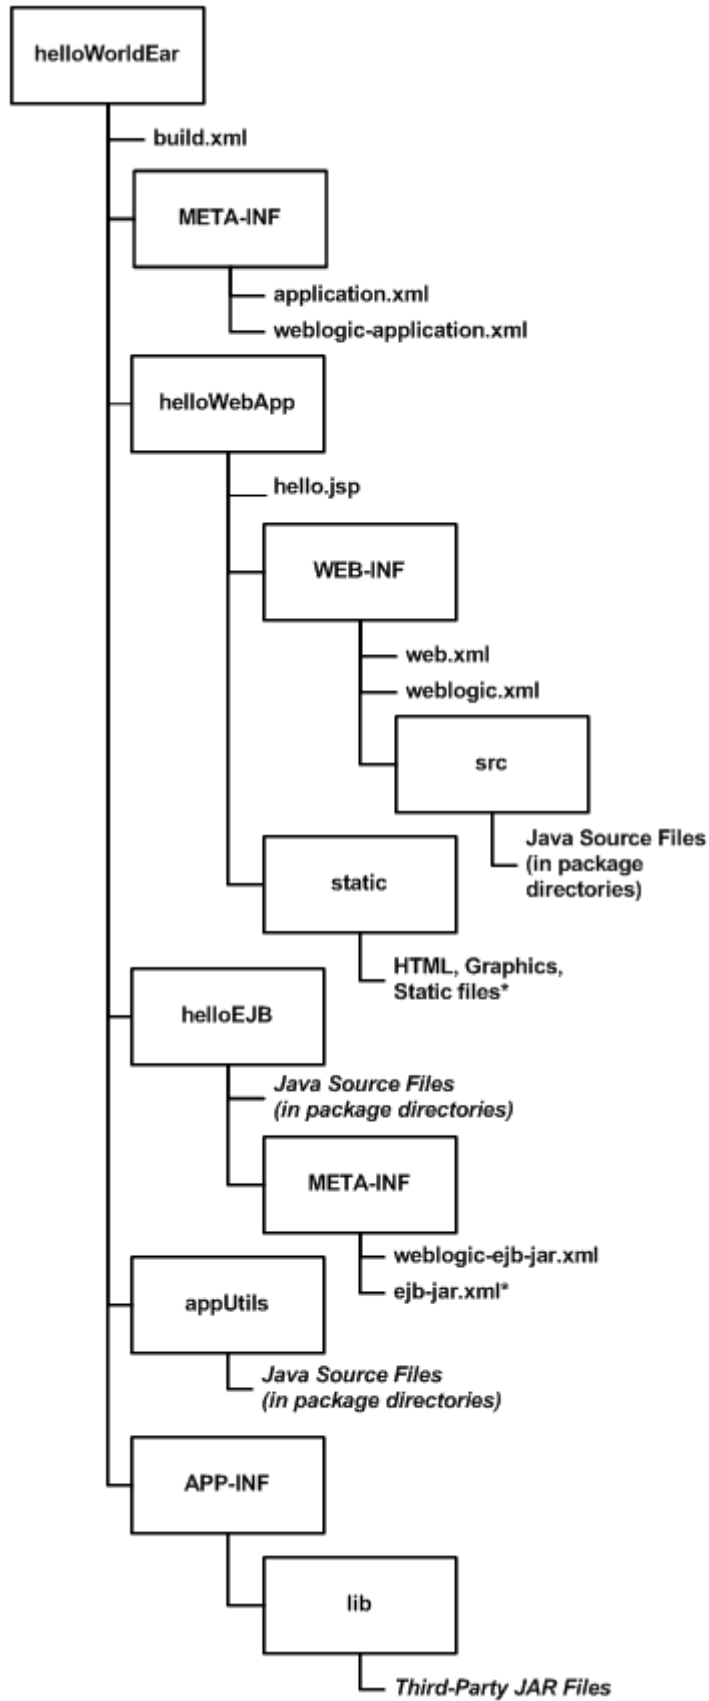 helloWorldEar
build.xml
META-INF
application.xml
weblogic-application.xml
helloWebApp
hello.jsp
WEB-INF
web.xml
weblogic.xml
src
Java Source Files
(in package
directories)
static
HTML, Graphics,
Static files*
helloEJB
Java Source Files
(in package directories)
META-INF
weblogic-ejb-jar.xml
ejb-jar.xml*
appUtils
Java Source Files
(in package directories)
APP-INF
lib
Third-Party JAR Files